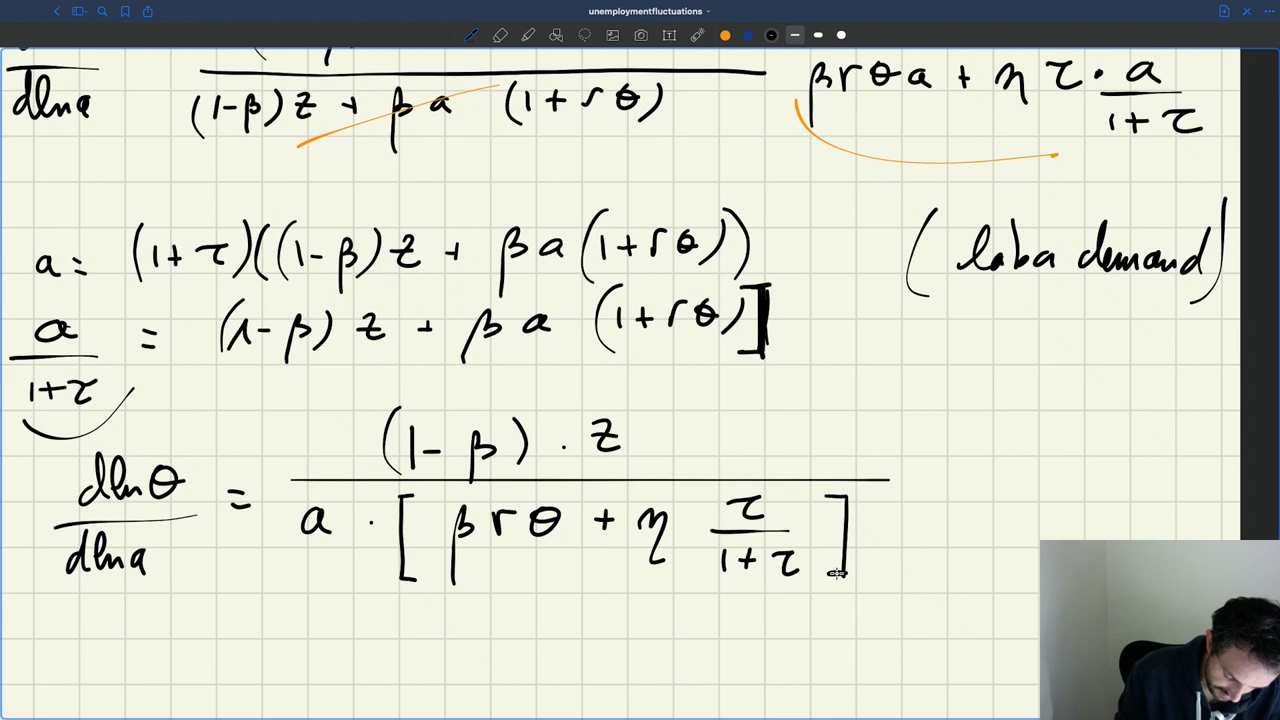 unemploymentfluctuations
dlna
(1-β)z + βa (1 + rθ)
βrθa + η τ · a / 1+τ
a = (1+τ)((1-β)z + βa(1+rθ))
(laba demand)
a / 1+τ = (1-β)z + βa (1+rθ)]
dlnθ / dlna = (1-β) · z / a · [βrθ + η τ / 1+τ]